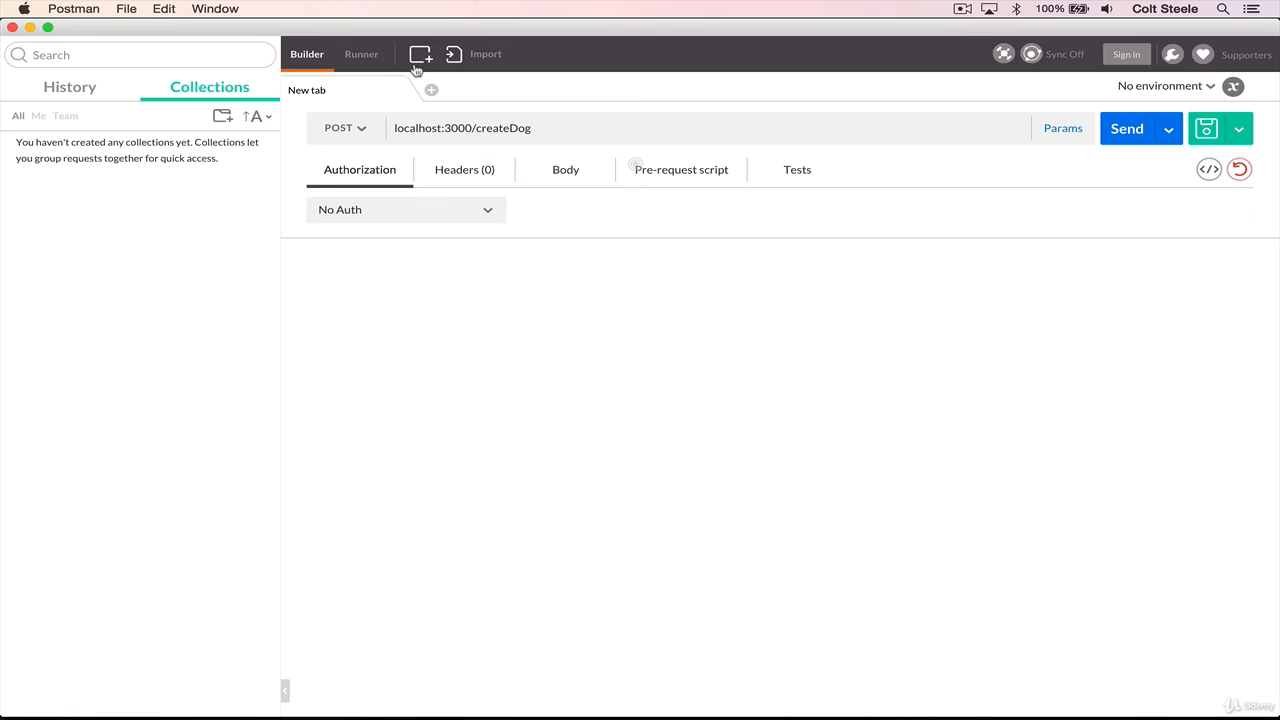 Postman File Edit Window 100% Colt Steele
Search
Builder Runner Import Sync Off Sign in Supporters
History Collections
New tab No environment
All Me Team A
You haven't created any collections yet. Collections let
you group requests together for quick access.
POST localhost:3000/createDog Params Send
Authorization Headers (0) Body Pre-request script Tests
No Auth
Udemy